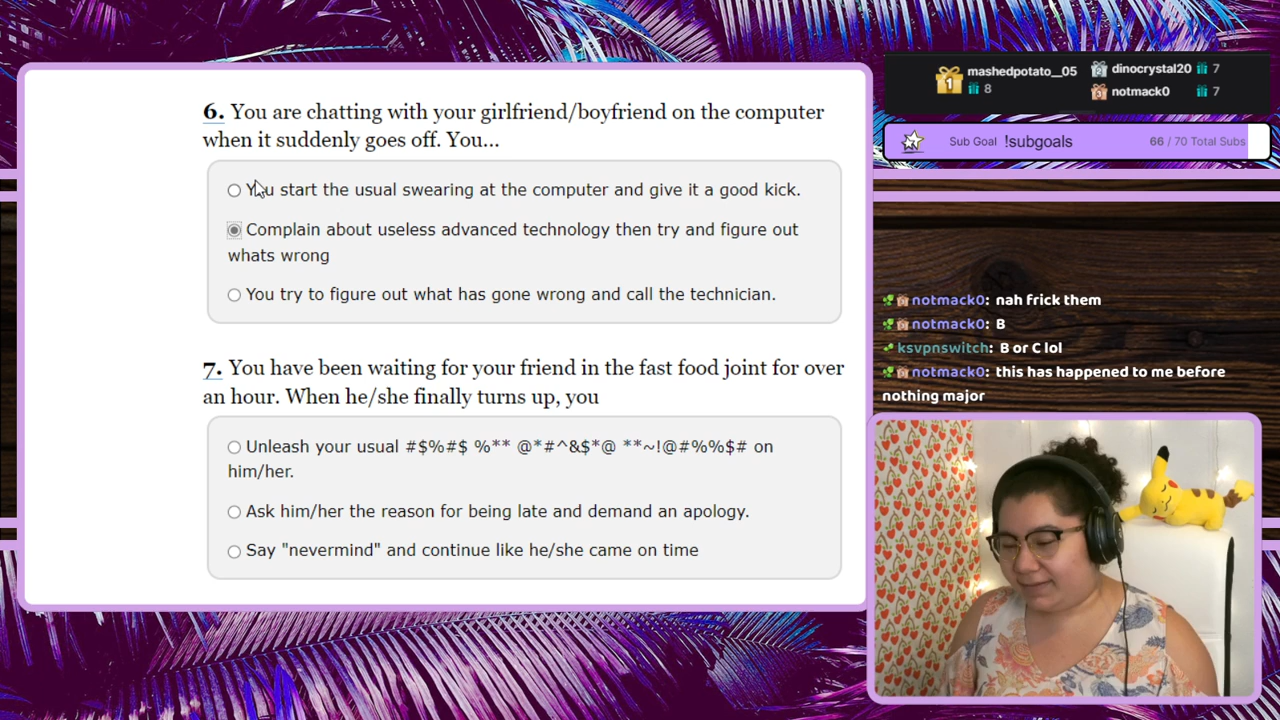 6. You are chatting with your girlfriend/boyfriend on the computer
when it suddenly goes off. You...
You start the usual swearing at the computer and give it a good kick.
Complain about useless advanced technology then try and figure out
whats wrong
You try to figure out what has gone wrong and call the technician.
7. You have been waiting for your friend in the fast food joint for over
an hour. When he/she finally turns up, you
Unleash your usual #$%#$ %** @*#^&$*@ **~!@#%%$# on
him/her.
Ask him/her the reason for being late and demand an apology.
Say "nevermind" and continue like he/she came on time
1 mashedpotato__05
8
2 dinocrystal20 7
3 notmack0 7
Sub Goal !subgoals 66 / 70 Total Subs
notmack0: nah frick them
notmack0: B
ksvpnswitch: B or C lol
notmack0: this has happened to me before
nothing major